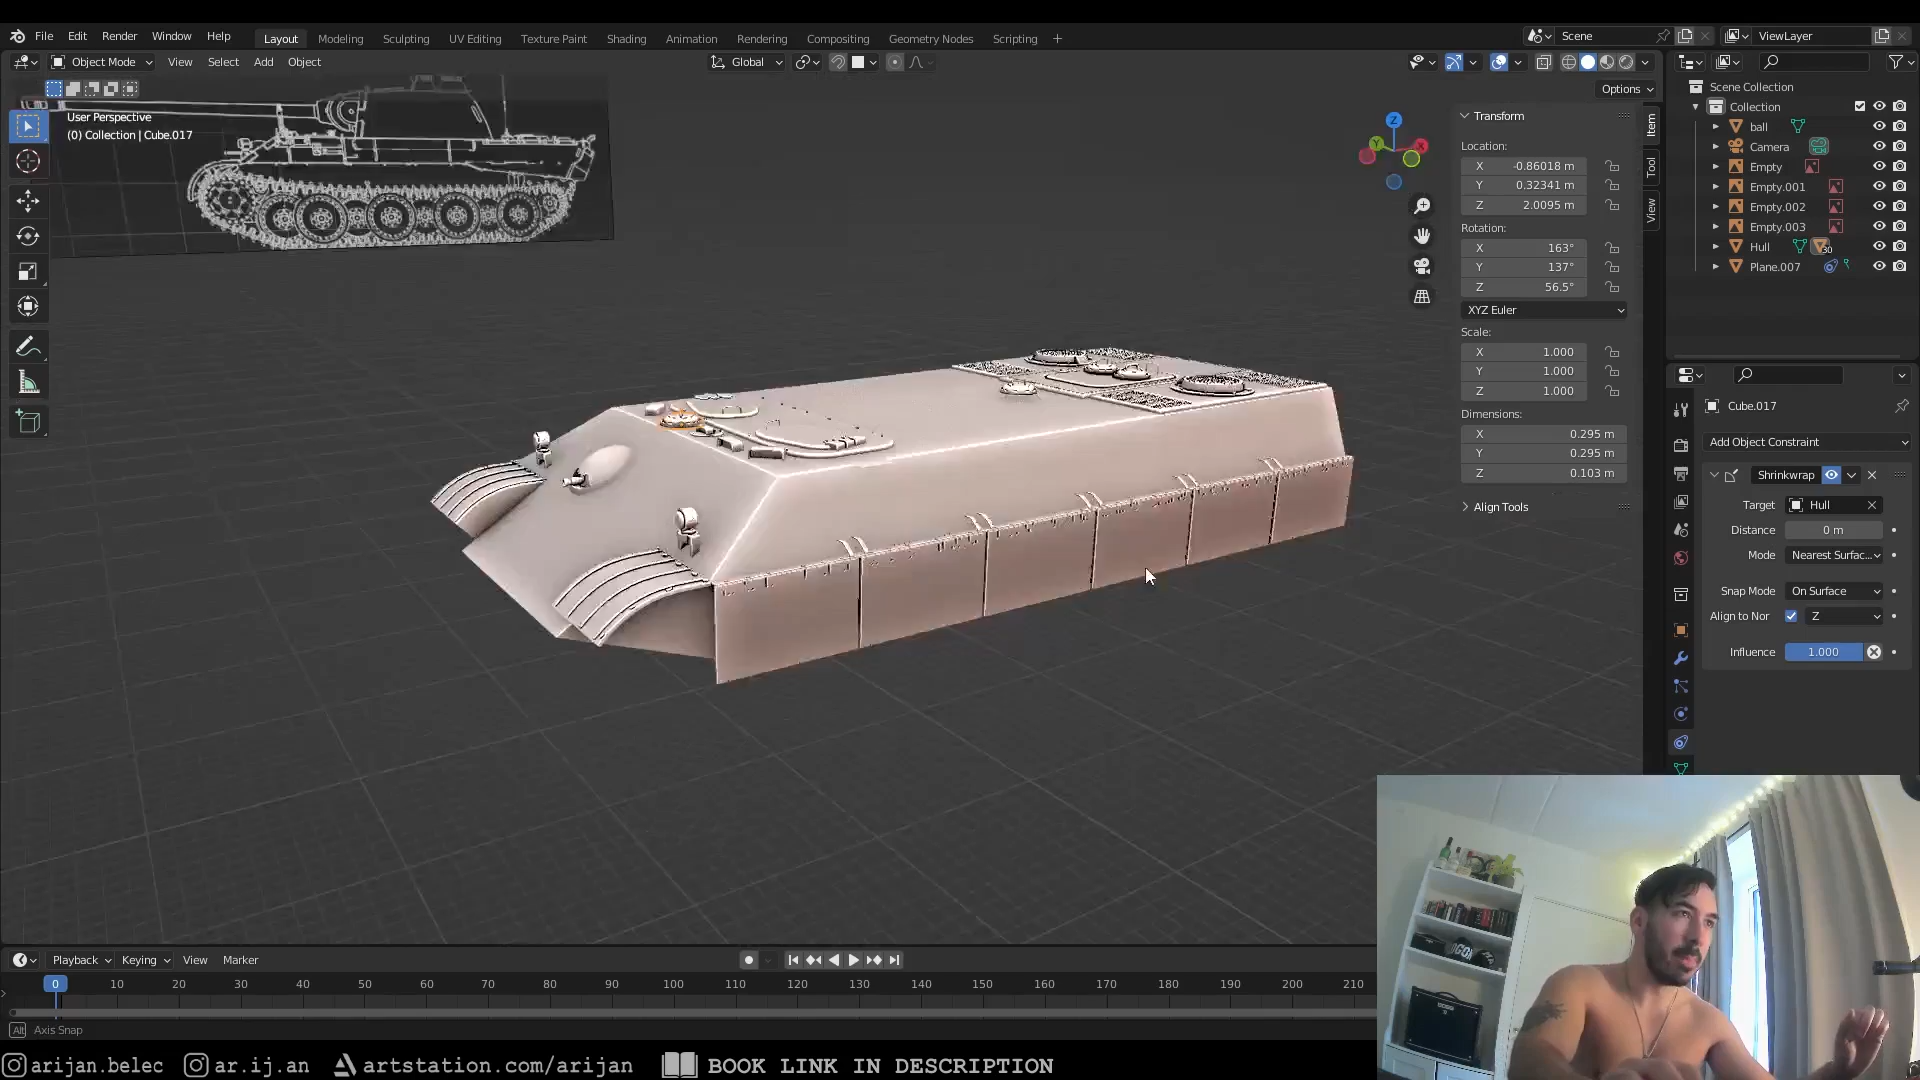 File Edit Render Window Help Layout Modeling Sculpting UV Editing Texture Paint Shading Animation Rendering Compositing Geometry Nodes Scripting + Scene ViewLayer
Object Mode View Select Add Object Global
Options
User Perspective
(0) Collection | Cube.017
Transform
Location:
X -0.86018 m
Y 0.32341 m
Z 2.0095 m
Rotation:
X 163°
Y 137°
Z 56.5°
XYZ Euler
Scale:
X 1.000
Y 1.000
Z 1.000
Dimensions:
X 0.295 m
Y 0.295 m
Z 0.103 m
Align Tools
Item
Tool
View
Z
Y
X
Scene Collection
Collection
ball
Camera
Empty
Empty.001
Empty.002
Empty.003
Hull 30
Plane.007
Cube.017
Add Object Constraint
Shrinkwrap
Target Hull
Distance 0 m
Mode Nearest Surfac...
Snap Mode On Surface
Align to Nor Z
Influence 1.000
Playback Keying View Marker
0 10 20 30 40 50 60 70 80 90 100 110 120 130 140 150 160 170 180 190 200 210
Alt Axis Snap
arijan.belec ar.ij.an artstation.com/arijan BOOK LINK IN DESCRIPTION